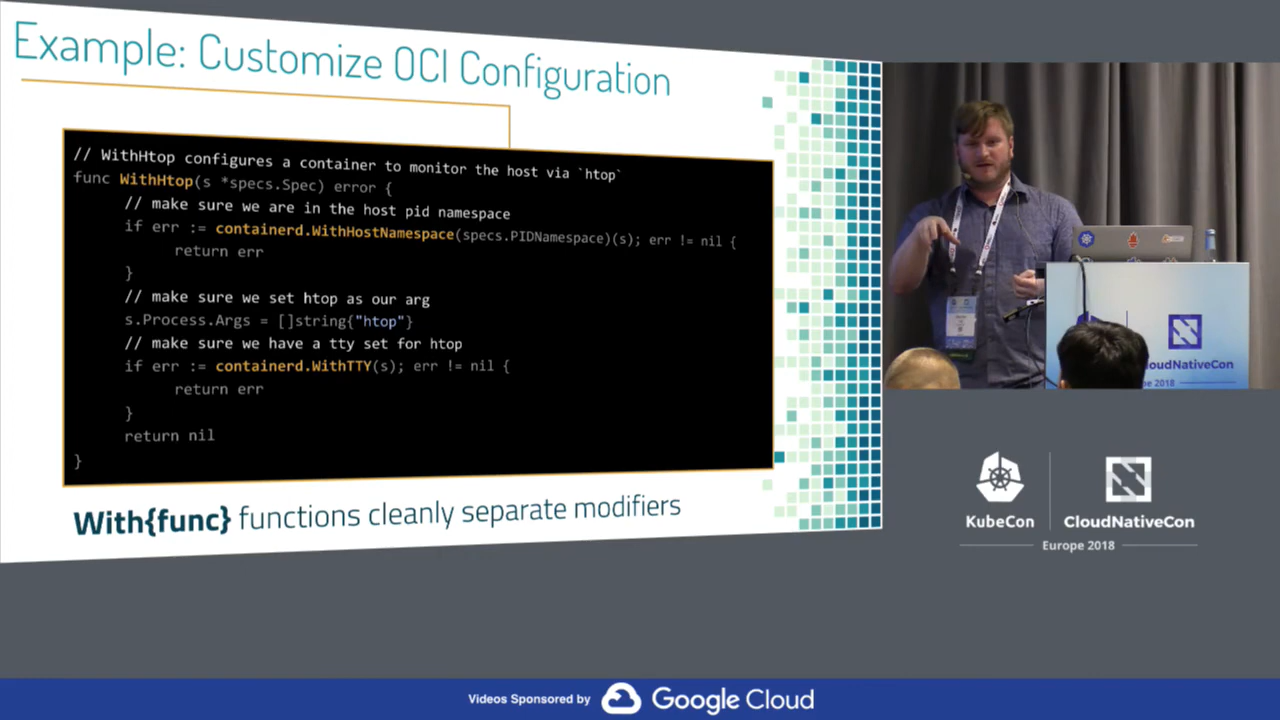 Example: Customize OCI Configuration
// WithHtop configures a container to monitor the host via `htop`
func WithHtop(s *specs.Spec) error {
// make sure we are in the host pid namespace
if err := containerd.WithHostNamespace(specs.PIDNamespace)(s); err != nil {
return err
}
// make sure we set htop as our arg
s.Process.Args = []string{"htop"}
// make sure we have a tty set for htop
if err := containerd.WithTTY(s); err != nil {
return err
}
return nil
}
With{func} functions cleanly separate modifiers
oudNativeCon
pe 2018
KubeCon
CloudNativeCon
Europe 2018
Videos Sponsored by
Google Cloud